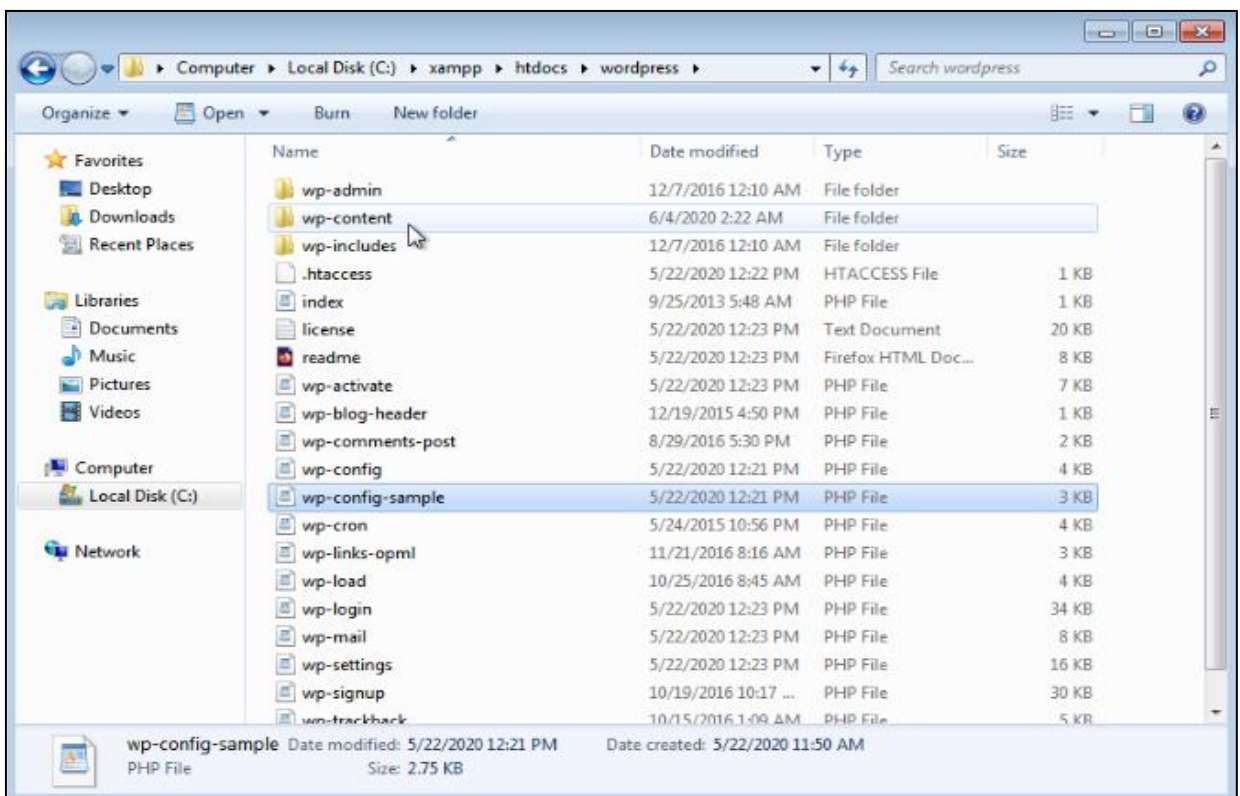 Computer Local Disk (C:) xampp htdocs wordpress Search wordpress
Organize Open Burn New folder
Favorites
Desktop
Downloads
Recent Places
Libraries
Documents
Music
Pictures
Videos
Computer
Local Disk (C:)
Network
Name Date modified Type Size
wp-admin 12/7/2016 12:10 AM File folder
wp-content 6/4/2020 2:22 AM File folder
wp-includes 12/7/2016 12:10 AM File folder
.htaccess 5/22/2020 12:22 PM HTACCESS File 1 KB
index 9/25/2013 5:48 AM PHP File 1 KB
license 5/22/2020 12:23 PM Text Document 20 KB
readme 5/22/2020 12:23 PM Firefox HTML Doc... 8 KB
wp-activate 5/22/2020 12:23 PM PHP File 7 KB
wp-blog-header 12/19/2015 4:50 PM PHP File 1 KB
wp-comments-post 8/29/2016 5:30 PM PHP File 2 KB
wp-config 5/22/2020 12:21 PM PHP File 4 KB
wp-config-sample 5/22/2020 12:21 PM PHP File 3 KB
wp-cron 5/24/2015 10:56 PM PHP File 4 KB
wp-links-opml 11/21/2016 8:16 AM PHP File 3 KB
wp-load 10/25/2016 8:45 AM PHP File 4 KB
wp-login 5/22/2020 12:23 PM PHP File 34 KB
wp-mail 5/22/2020 12:23 PM PHP File 8 KB
wp-settings 5/22/2020 12:23 PM PHP File 16 KB
wp-signup 10/19/2016 10:17 ... PHP File 30 KB
wp-trackback 10/15/2016 1:09 AM PHP File 5 KB
wp-config-sample Date modified: 5/22/2020 12:21 PM Date created: 5/22/2020 11:50 AM
PHP File Size: 2.75 KB